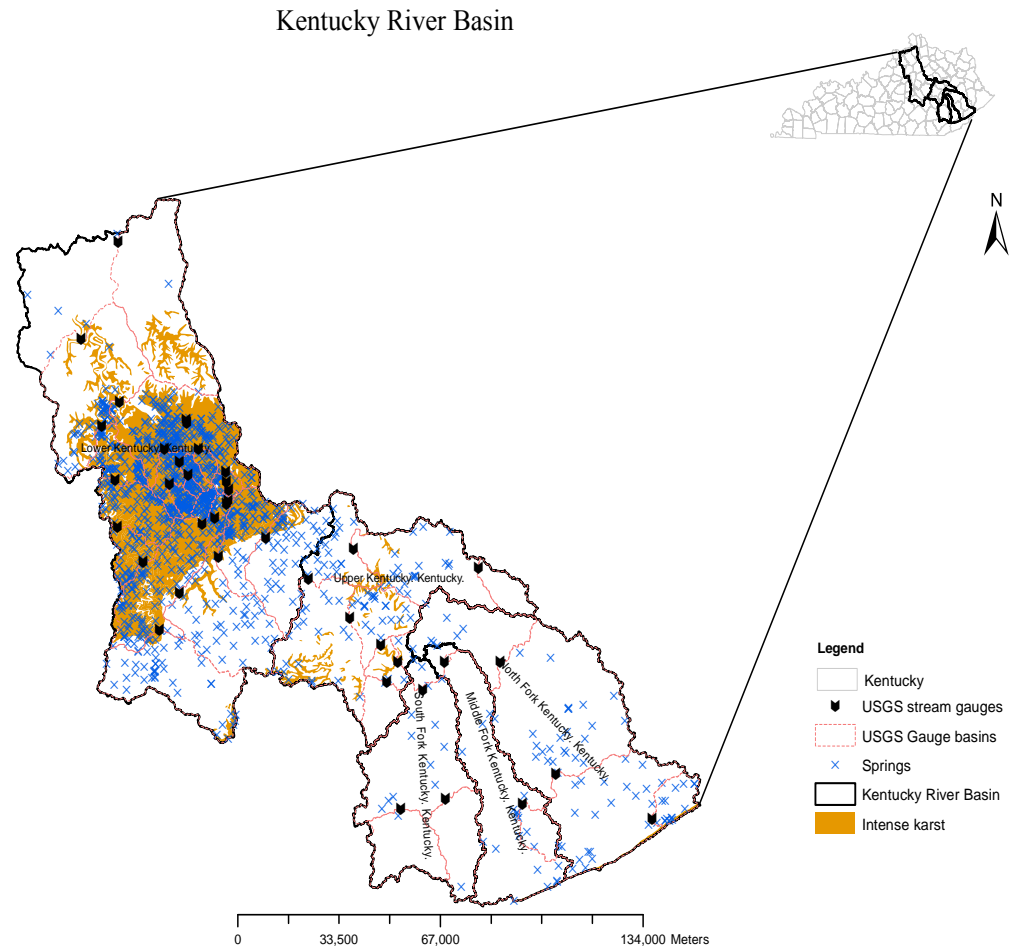 Kentucky River Basin
N
Lower Kentucky. Kentucky.
Upper Kentucky. Kentucky.
North Fork Kentucky. Kentucky.
Middle Fork Kentucky. Kentucky.
South Fork Kentucky. Kentucky.
Legend
Kentucky
USGS stream gauges
USGS Gauge basins
Springs
Kentucky River Basin
Intense karst
0 33,500 67,000 134,000 Meters